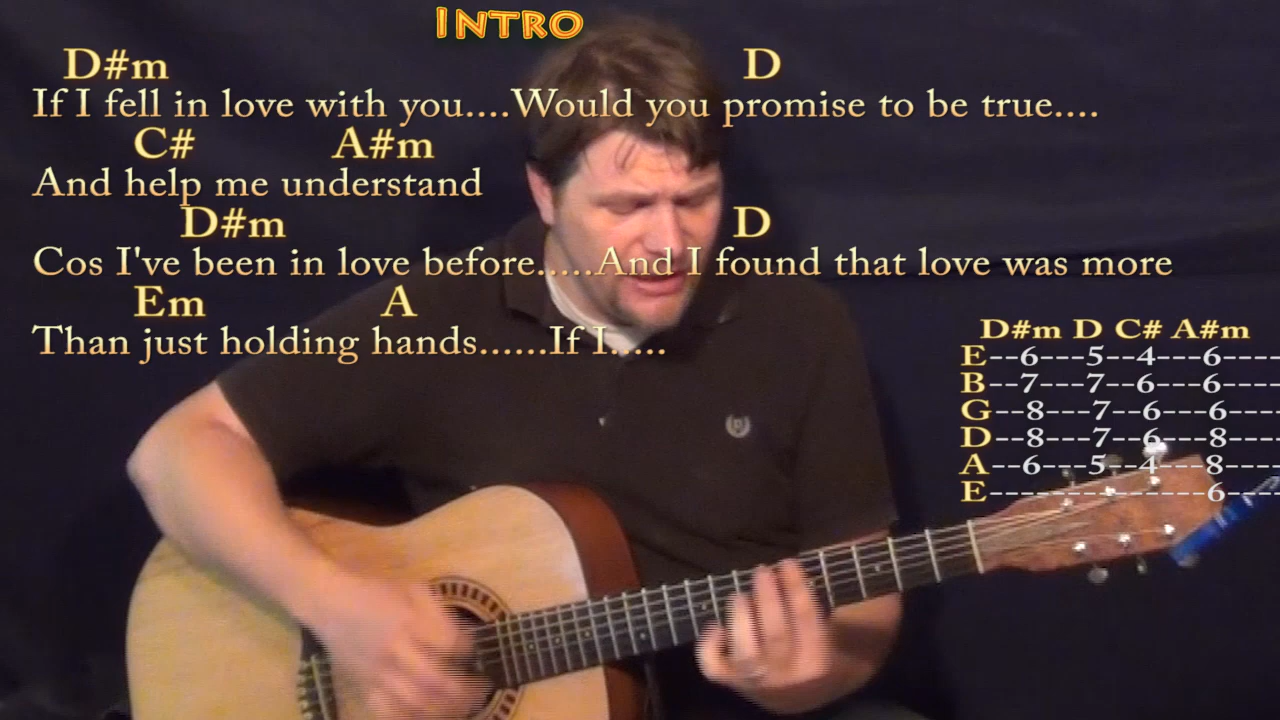 INTRO
D#m D
If I fell in love with you....Would you promise to be true....
C# A#m
And help me understand
D#m D
Cos I've been in love before.....And I found that love was more
Em A
Than just holding hands......If I.....
D#m D C# A#m
E--6---5--4---6----
B--7---7--6---6----
G--8---7--6---6----
D--8---7--6---8----
A--6---5--4---8----
E-------------6----